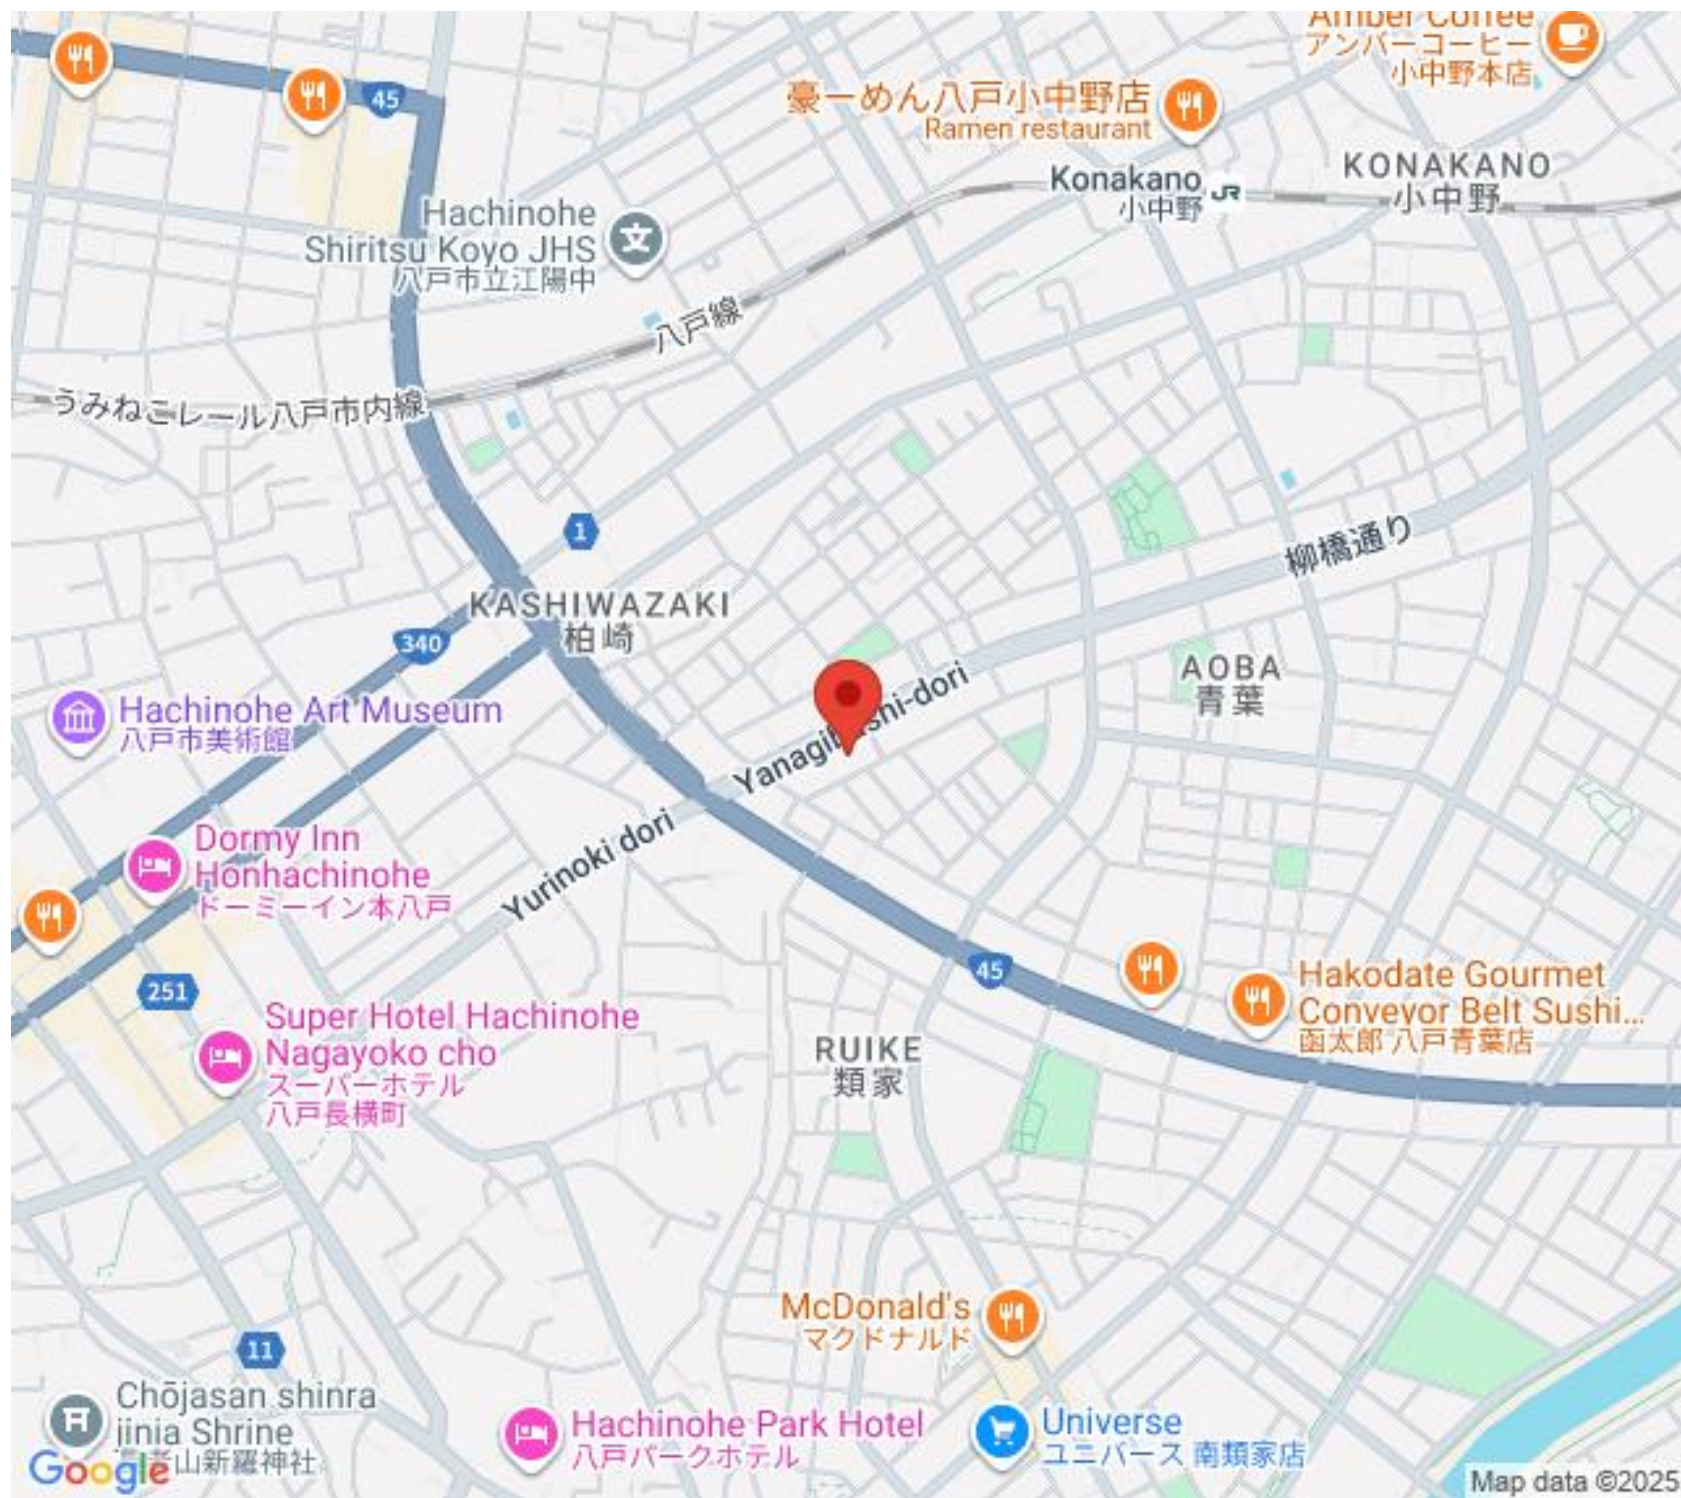 Amber Coffee
アンバーコーヒー
小中野本店
45
豪ーめん八戸小中野店
Ramen restaurant
Konakano
小中野
JR
KONAKANO
小中野
Hachinohe
Shiritsu Koyo JHS
八戸市立江陽中
文
八戸線
うみねこレール八戸市内線
1
柳橋通り
KASHIWAZAKI
柏崎
340
AOBA
青葉
Hachinohe Art Museum
八戸市美術館
Yanagibashi-dori
Yurinoki dori
Dormy Inn
Honhachinohe
ドーミーイン本八戸
45
251
Hakodate Gourmet
Conveyor Belt Sushi...
函太郎 八戸青葉店
Super Hotel Hachinohe
Nagayoko cho
スーパーホテル
八戸長横町
RUIKE
類家
McDonald's
マクドナルド
11
Chōjasan shinra
jinja Shrine
者山新羅神社
Hachinohe Park Hotel
八戸パークホテル
Universe
ユニバース 南類家店
Google
Map data ©2025